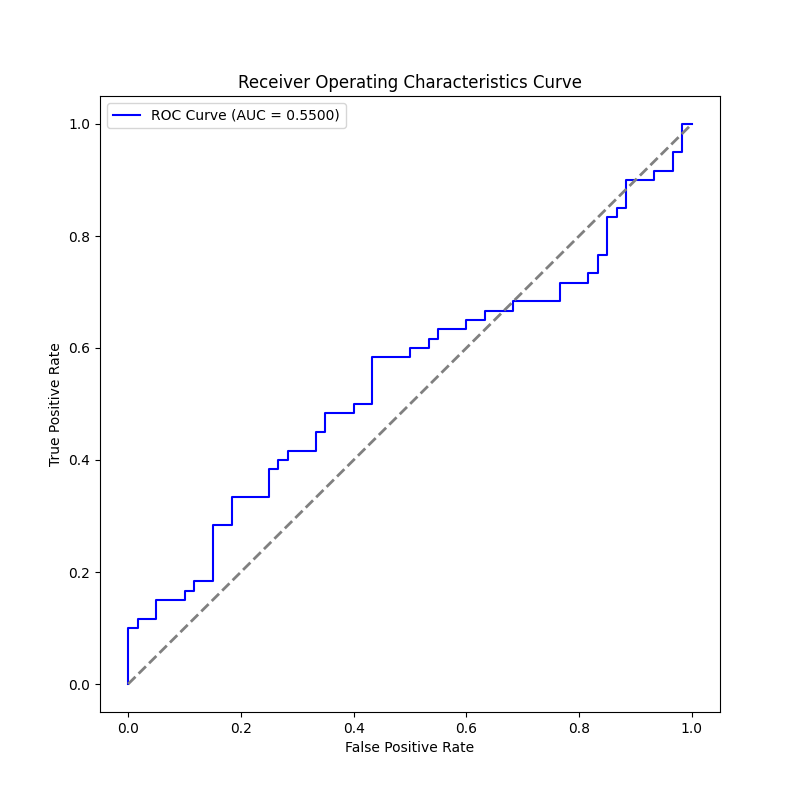 Receiver Operating Characteristics Curve
ROC Curve (AUC = 0.5500)
True Positive Rate
1.0
0.8
0.6
0.4
0.2
0.0
0.0 0.2 0.4 0.6 0.8 1.0
False Positive Rate